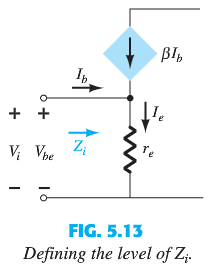 βI_b
I_b
I_e
+ +
V_i V_be Z_i r_e
– –
FIG. 5.13
Defining the level of Z_i.